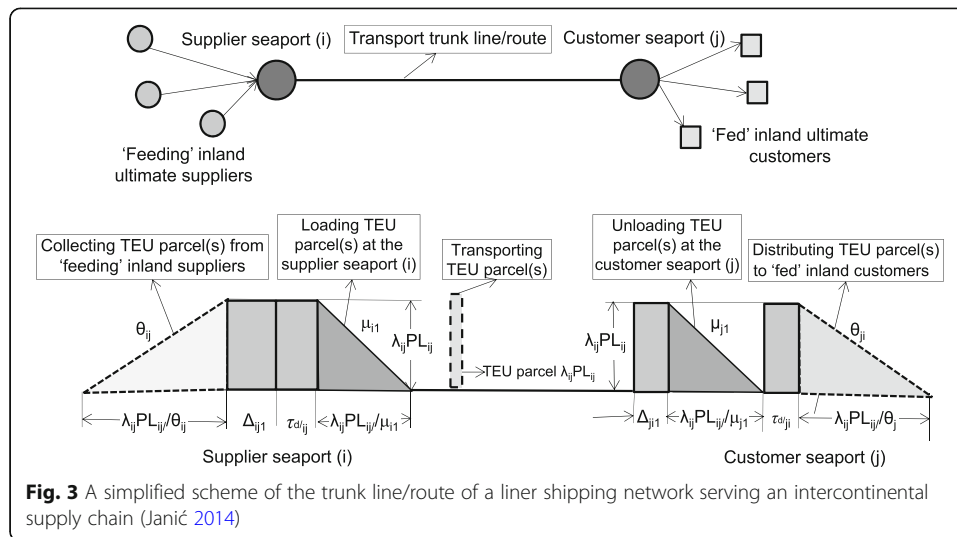 Supplier seaport (i)
Transport trunk line/route
Customer seaport (j)
‘Feeding’ inland
ultimate suppliers
‘Fed’ inland ultimate
customers
Collecting TEU parcel(s) from
‘feeding’ inland suppliers
Loading TEU
parcel(s) at the
supplier seaport (i)
Transporting
TEU parcel(s)
Unloading TEU
parcel(s) at the
customer seaport (j)
Distributing TEU parcel(s)
to ‘fed’ inland customers
θij
μi1
λijPLij
TEU parcel λijPLij
λijPLij
μj1
θji
λijPLij/θij
Δij1
τd/ij
λijPLij/μi1
Δji1
λijPLij/μj1
τd/ji
λijPLij/θj
Supplier seaport (i)
Customer seaport (j)
Fig. 3 A simplified scheme of the trunk line/route of a liner shipping network serving an intercontinental
supply chain (Janić 2014)